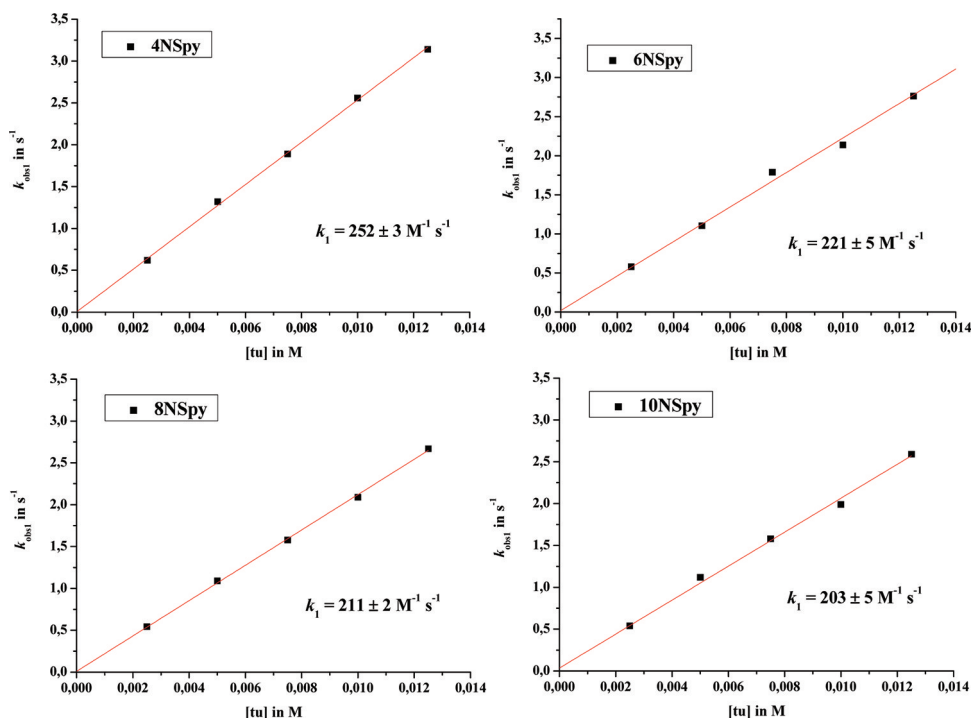 4NSpy
3,5
3,0
2,5
2,0
1,5
1,0
0,5
0,0
k obs1 in s-1
k1 = 252 ± 3 M-1 s-1
0,000 0,002 0,004 0,006 0,008 0,010 0,012 0,014
[tu] in M
6NSpy
3,5
3,0
2,5
2,0
1,5
1,0
0,5
0,0
k obs1 in s-1
k1 = 221 ± 5 M-1 s-1
0,000 0,002 0,004 0,006 0,008 0,010 0,012 0,014
[tu] in M
8NSpy
3,5
3,0
2,5
2,0
1,5
1,0
0,5
0,0
k obs1 in s-1
k1 = 211 ± 2 M-1 s-1
0,000 0,002 0,004 0,006 0,008 0,010 0,012 0,014
[tu] in M
10NSpy
3,5
3,0
2,5
2,0
1,5
1,0
0,5
0,0
k obs1 in s-1
k1 = 203 ± 5 M-1 s-1
0,000 0,002 0,004 0,006 0,008 0,010 0,012 0,014
[tu] in M